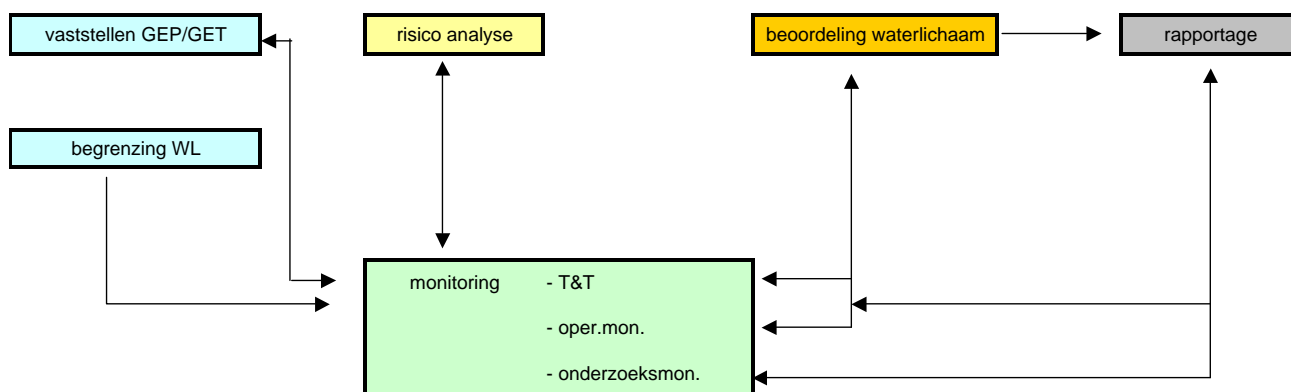 vaststellen GEP/GET
risico analyse
beoordeling waterlichaam
rapportage
begrenzing WL
monitoring - T&T
- oper.mon.
- onderzoeksmon.